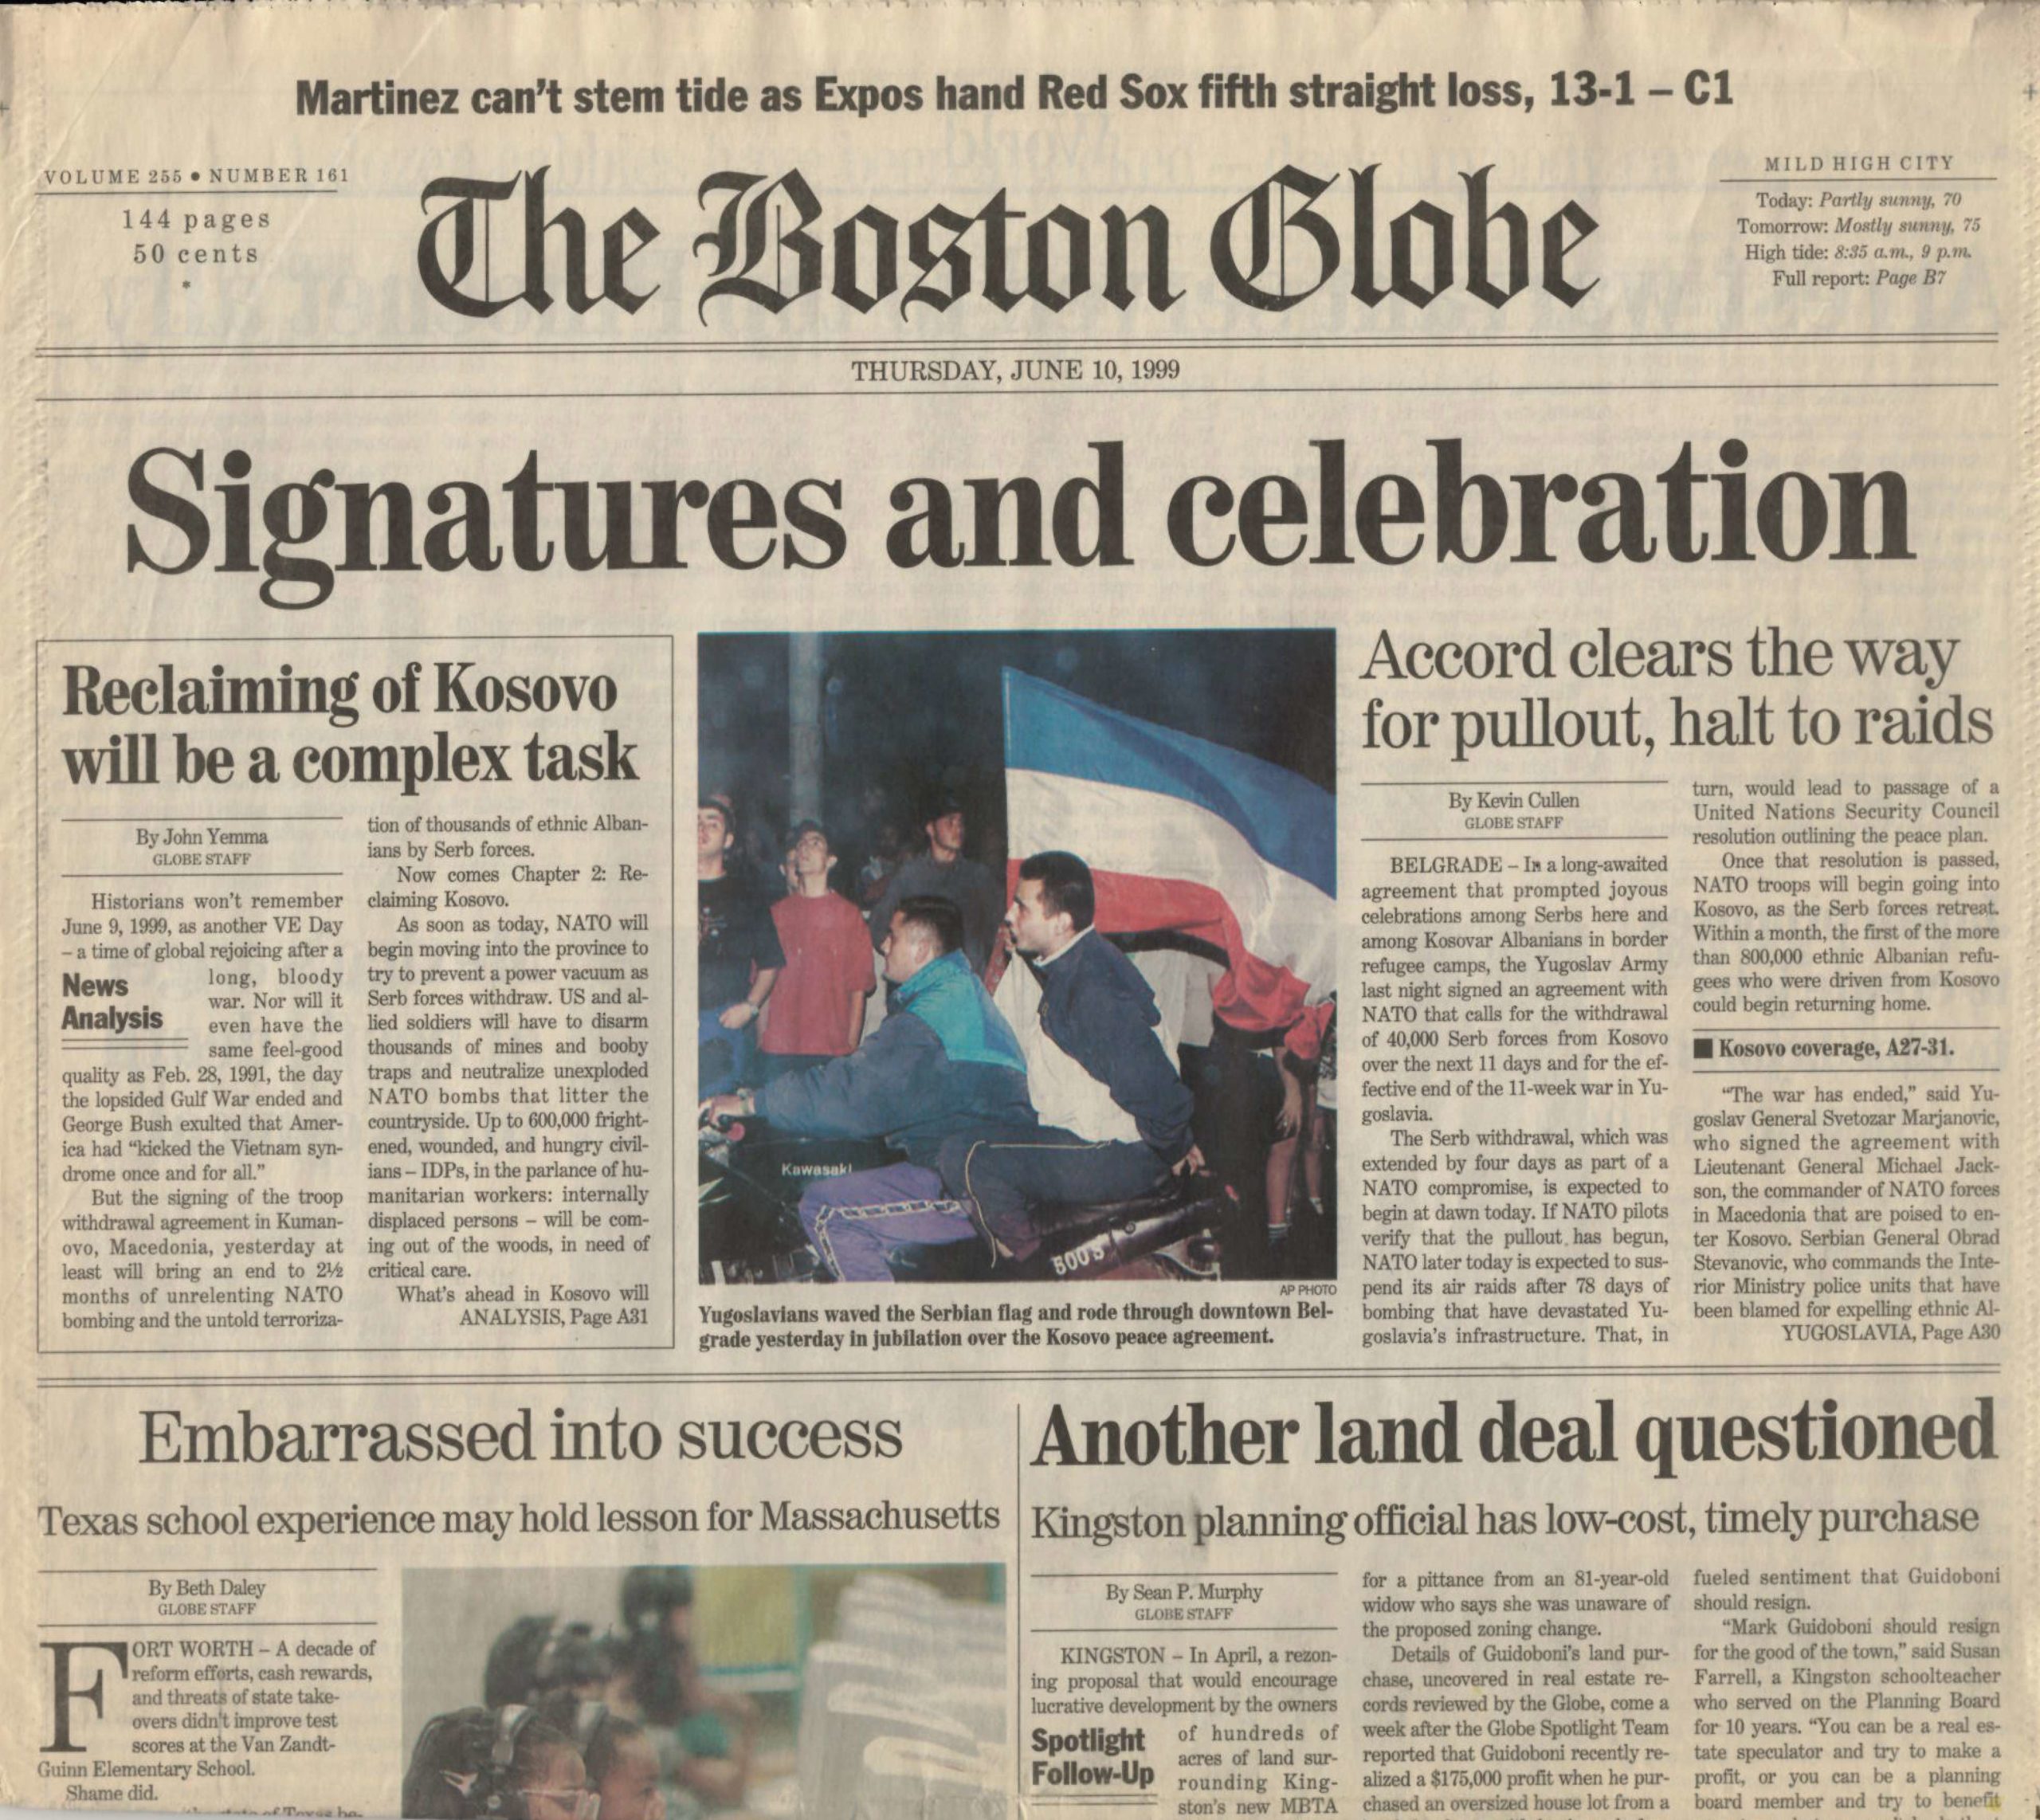 Martinez can't stem tide as Expos hand Red Sox fifth straight loss, 13-1 – C1
VOLUME 255 • NUMBER 161
144 pages
50 cents
*
The Boston Globe
MILD HIGH CITY
Today: Partly sunny, 70
Tomorrow: Mostly sunny, 75
High tide: 8:35 a.m., 9 p.m.
Full report: Page B7
THURSDAY, JUNE 10, 1999
Signatures and celebration
Reclaiming of Kosovo
will be a complex task
By John Yemma
GLOBE STAFF
Historians won't remember
June 9, 1999, as another VE Day
– a time of global rejoicing after a
News
Analysis
long, bloody
war. Nor will it
even have the
same feel-good
quality as Feb. 28, 1991, the day
the lopsided Gulf War ended and
George Bush exulted that Amer-
ica had "kicked the Vietnam syn-
drome once and for all."
But the signing of the troop
withdrawal agreement in Kuman-
ovo, Macedonia, yesterday at
least will bring an end to 2½
months of unrelenting NATO
bombing and the untold terroriza-
tion of thousands of ethnic Alban-
ians by Serb forces.
Now comes Chapter 2: Re-
claiming Kosovo.
As soon as today, NATO will
begin moving into the province to
try to prevent a power vacuum as
Serb forces withdraw. US and al-
lied soldiers will have to disarm
thousands of mines and booby
traps and neutralize unexploded
NATO bombs that litter the
countryside. Up to 600,000 fright-
ened, wounded, and hungry civil-
ians – IDPs, in the parlance of hu-
manitarian workers: internally
displaced persons – will be com-
ing out of the woods, in need of
critical care.
What's ahead in Kosovo will
ANALYSIS, Page A31
Kawasaki
AP PHOTO
Yugoslavians waved the Serbian flag and rode through downtown Bel-
grade yesterday in jubilation over the Kosovo peace agreement.
Accord clears the way
for pullout, halt to raids
By Kevin Cullen
GLOBE STAFF
BELGRADE – In a long-awaited
agreement that prompted joyous
celebrations among Serbs here and
among Kosovar Albanians in border
refugee camps, the Yugoslav Army
last night signed an agreement with
NATO that calls for the withdrawal
of 40,000 Serb forces from Kosovo
over the next 11 days and for the ef-
fective end of the 11-week war in Yu-
goslavia.
The Serb withdrawal, which was
extended by four days as part of a
NATO compromise, is expected to
begin at dawn today. If NATO pilots
verify that the pullout has begun,
NATO later today is expected to sus-
pend its air raids after 78 days of
bombing that have devastated Yu-
goslavia's infrastructure. That, in
turn, would lead to passage of a
United Nations Security Council
resolution outlining the peace plan.
Once that resolution is passed,
NATO troops will begin going into
Kosovo, as the Serb forces retreat.
Within a month, the first of the more
than 800,000 ethnic Albanian refu-
gees who were driven from Kosovo
could begin returning home.
■ Kosovo coverage, A27-31.
"The war has ended," said Yu-
goslav General Svetozar Marjanovic,
who signed the agreement with
Lieutenant General Michael Jack-
son, the commander of NATO forces
in Macedonia that are poised to en-
ter Kosovo. Serbian General Obrad
Stevanovic, who commands the Inte-
rior Ministry police units that have
been blamed for expelling ethnic Al-
YUGOSLAVIA, Page A30
Embarrassed into success
Texas school experience may hold lesson for Massachusetts
By Beth Daley
GLOBE STAFF
FORT WORTH – A decade of
reform efforts, cash rewards,
and threats of state take-
overs didn't improve test
scores at the Van Zandt-
Guinn Elementary School.
Shame did.
state of Texas be-
Another land deal questioned
Kingston planning official has low-cost, timely purchase
By Sean P. Murphy
GLOBE STAFF
KINGSTON – In April, a rezon-
ing proposal that would encourage
lucrative development by the owners
Spotlight
Follow-Up
of hundreds of
acres of land sur-
rounding King-
ston's new MBTA
for a pittance from an 81-year-old
widow who says she was unaware of
the proposed zoning change.
Details of Guidoboni's land pur-
chase, uncovered in real estate re-
cords reviewed by the Globe, come a
week after the Globe Spotlight Team
reported that Guidoboni recently re-
alized a $175,000 profit when he pur-
chased an oversized house lot from a
fueled sentiment that Guidoboni
should resign.
"Mark Guidoboni should resign
for the good of the town," said Susan
Farrell, a Kingston schoolteacher
who served on the Planning Board
for 10 years. "You can be a real es-
tate speculator and try to make a
profit, or you can be a planning
board member and try to benefit